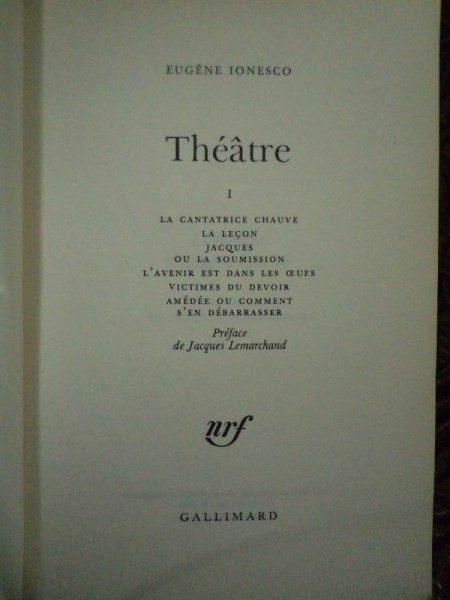 EUGÈNE IONESCO
Théâtre
I
LA CANTATRICE CHAUVE
LA LEÇON
JACQUES
OU LA SOUMISSION
L'AVENIR EST DANS LES ŒUFS
VICTIMES DU DEVOIR
AMÉDÉE OU COMMENT
S'EN DÉBARRASSER
Préface
de Jacques Lemarchand
nrf
GALLIMARD